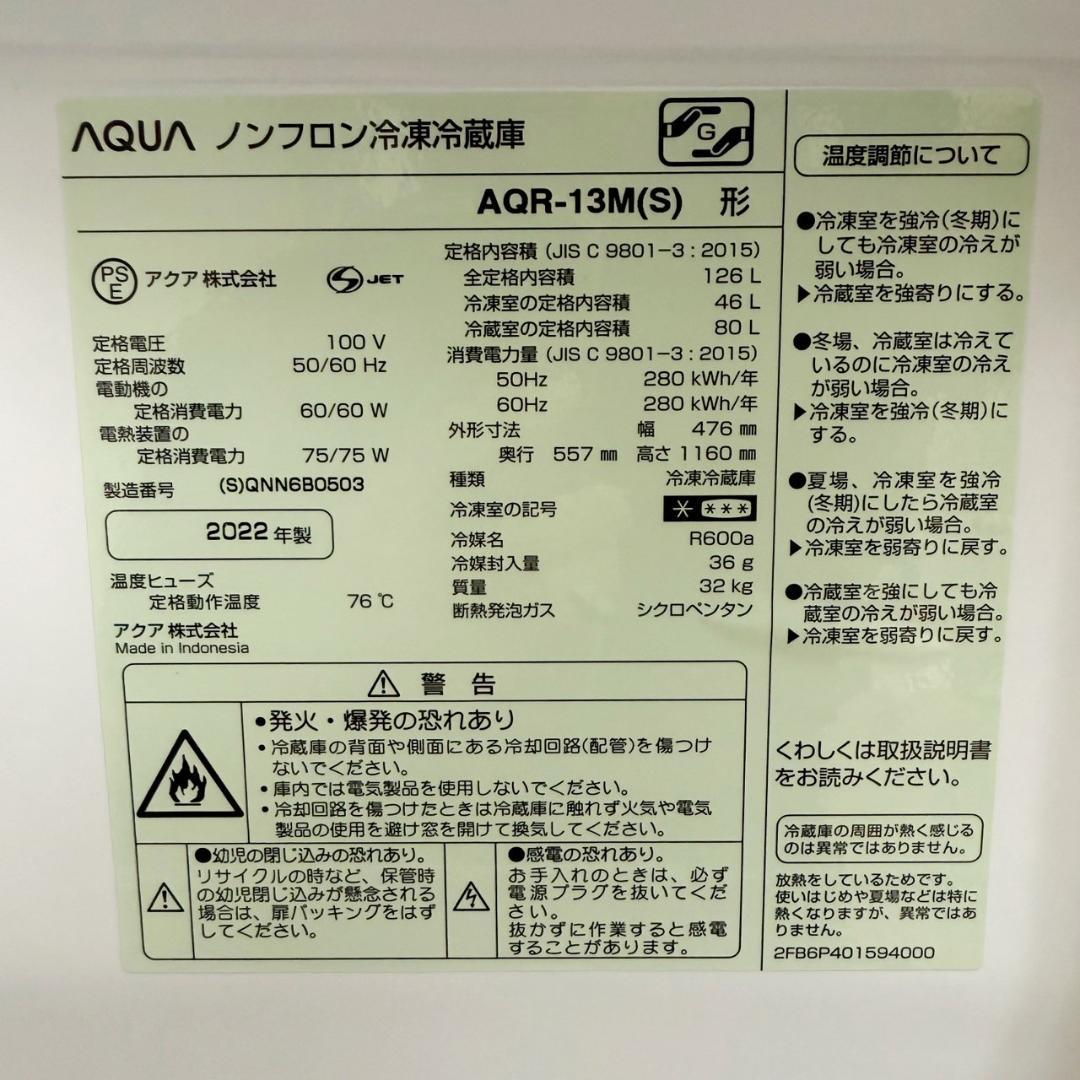 AQUA ノンフロン冷凍冷蔵庫
G
AQR-13M(S) 形
PS
E
アクア 株式会社
S JET
定格電圧 100 V
定格周波数 50/60 Hz
電動機の
定格消費電力 60/60 W
電熱装置の
定格消費電力 75/75 W
製造番号 (S)QNN6B0503
2022 年製
温度ヒューズ
定格動作温度 76 ℃
アクア 株式会社
Made in Indonesia
定格内容積 (JIS C 9801-3 : 2015)
全定格内容積 126 L
冷凍室の定格内容積 46 L
冷蔵室の定格内容積 80 L
消費電力量 (JIS C 9801-3 : 2015)
50Hz 280 kWh/年
60Hz 280 kWh/年
外形寸法 幅 476 ㎜
奥行 557 ㎜ 高さ 1160 ㎜
種類 冷凍冷蔵庫
冷凍室の記号 * ***
冷媒名 R600a
冷媒封入量 36 g
質量 32 kg
断熱発泡ガス シクロペンタン
⚠ 警 告
●発火・爆発の恐れあり
・冷蔵庫の背面や側面にある冷却回路(配管)を傷つけ
ないでください。
・庫内では電気製品を使用しないでください。
・冷却回路を傷つけたときは冷蔵庫に触れず火気や電気
製品の使用を避け窓を開けて換気してください。
●幼児の閉じ込みの恐れあり。
リサイクルの時など、保管時
の幼児閉じ込みが懸念される
場合は、扉パッキングをはず
してください。
●感電の恐れあり。
お手入れのときは、必ず
電源プラグを抜いてくだ
さい。
抜かずに作業すると感電
することがあります。
温度調節について
●冷凍室を強冷(冬期)に
しても冷凍室の冷えが
弱い場合。
▶冷蔵室を強寄りにする。
●冬場、冷蔵室は冷えて
いるのに冷凍室の冷え
が弱い場合。
▶冷凍室を強冷(冬期)に
する。
●夏場、冷凍室を強冷
(冬期)にしたら冷蔵室
の冷えが弱い場合。
▶冷凍室を弱寄りに戻す。
●冷蔵室を強にしても冷
蔵室の冷えが弱い場合。
▶冷凍室を弱寄りに戻す。
くわしくは取扱説明書
をお読みください。
冷蔵庫の周囲が熱く感じる
のは異常ではありません。
放熱をしているためです。
使いはじめや夏場などは特に
熱くなりますが、異常ではあ
りません。
2FB6P401594000